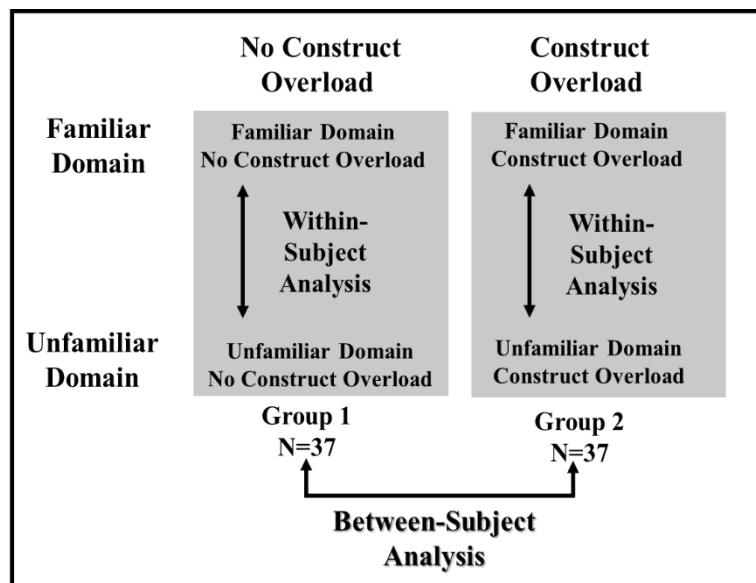 No Construct
Overload
Construct
Overload
Familiar
Domain
Familiar Domain
No Construct Overload
Within-
Subject
Analysis
Familiar Domain
Construct Overload
Within-
Subject
Analysis
Unfamiliar
Domain
Unfamiliar Domain
No Construct Overload
Unfamiliar Domain
Construct Overload
Group 1
N=37
Group 2
N=37
Between-Subject
Analysis